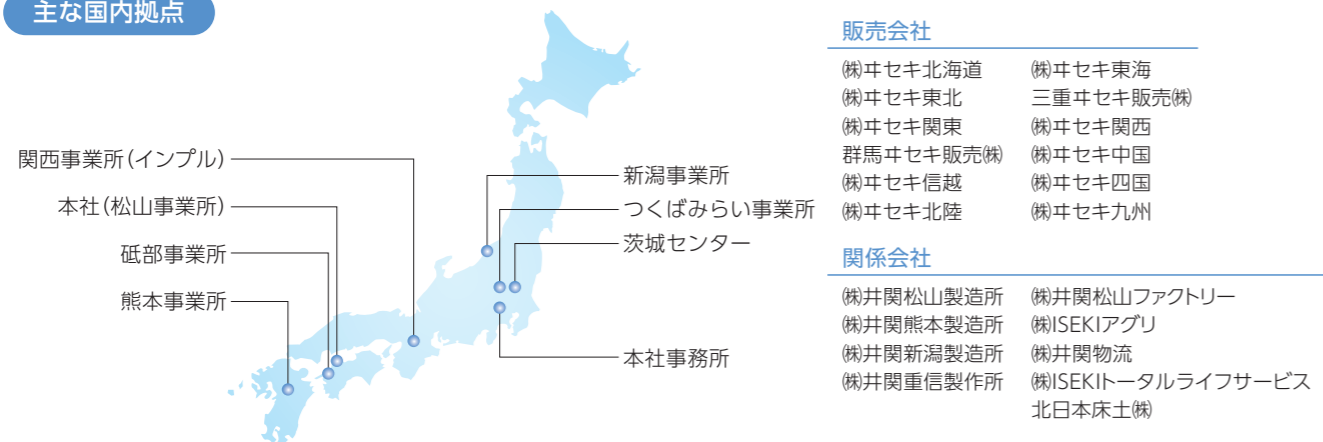 主な国内拠点
関西事業所(インプル)
本社(松山事業所)
砥部事業所
熊本事業所
新潟事業所
つくばみらい事業所
茨城センター
本社事務所
販売会社
㈱ヰセキ北海道
㈱ヰセキ東北
㈱ヰセキ関東
群馬ヰセキ販売㈱
㈱ヰセキ信越
㈱ヰセキ北陸
㈱ヰセキ東海
三重ヰセキ販売㈱
㈱ヰセキ関西
㈱ヰセキ中国
㈱ヰセキ四国
㈱ヰセキ九州
関係会社
㈱井関松山製造所
㈱井関熊本製造所
㈱井関新潟製造所
㈱井関重信製作所
㈱井関松山ファクトリー
㈱ISEKIアグリ
㈱井関物流
㈱ISEKIトータルライフサービス
北日本床土㈱